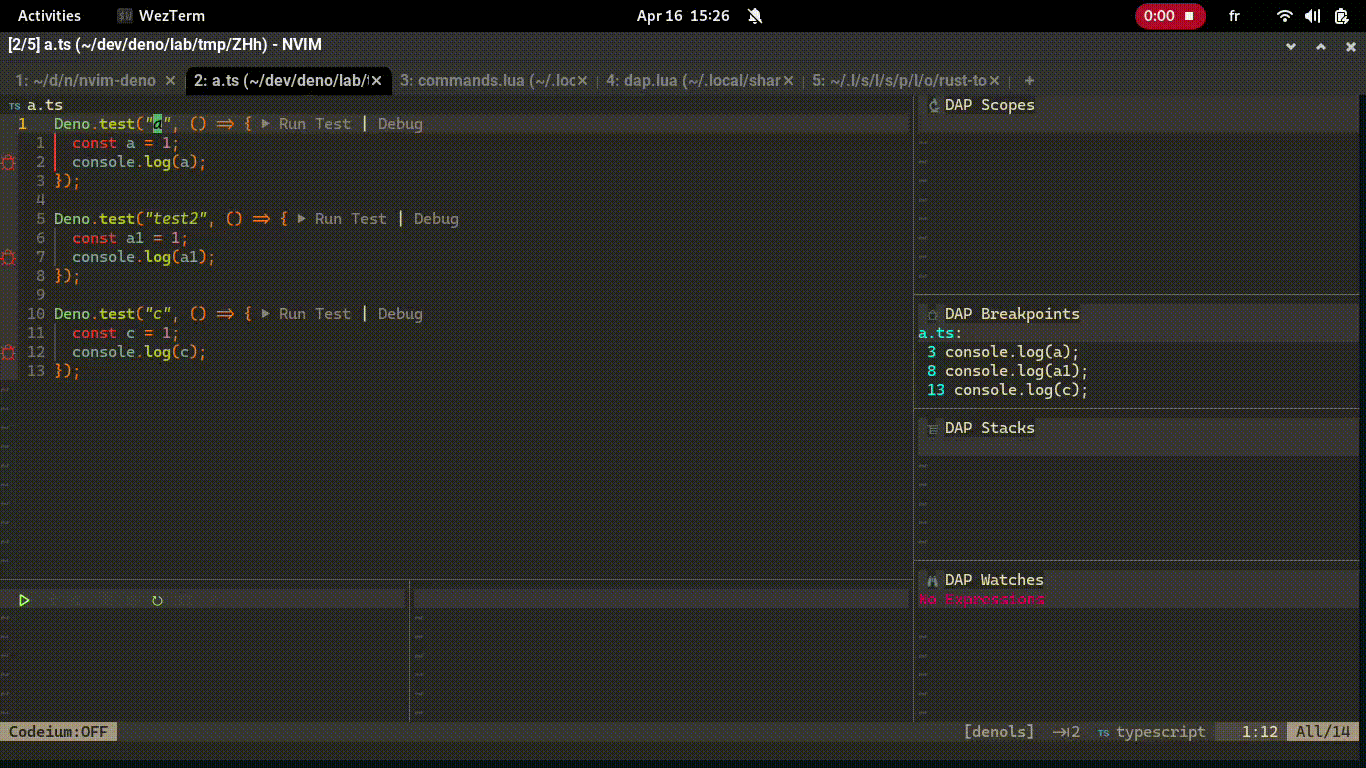 Activities WezTerm Apr 16 15:26 0:00 fr
[2/5] a.ts (~/dev/deno/lab/tmp/ZHh) - NVIM
1: ~/d/n/nvim-deno × 2: a.ts (~/dev/deno/lab/t× 3: commands.lua (~/.loc× 4: dap.lua (~/.local/shar× 5: ~/.l/s/l/s/p/l/o/rust-to× +
TS a.ts
1 Deno.test("a", () => { ▶ Run Test | Debug
1 const a = 1;
2 console.log(a);
3 });
4
5 Deno.test("test2", () => { ▶ Run Test | Debug
6 const a1 = 1;
7 console.log(a1);
8 });
9
10 Deno.test("c", () => { ▶ Run Test | Debug
11 const c = 1;
12 console.log(c);
13 });
DAP Scopes
DAP Breakpoints
a.ts:
3 console.log(a);
8 console.log(a1);
13 console.log(c);
DAP Stacks
DAP Watches
No Expressions
Codeium:OFF [denols] 2 TS typescript 1:12 All/14